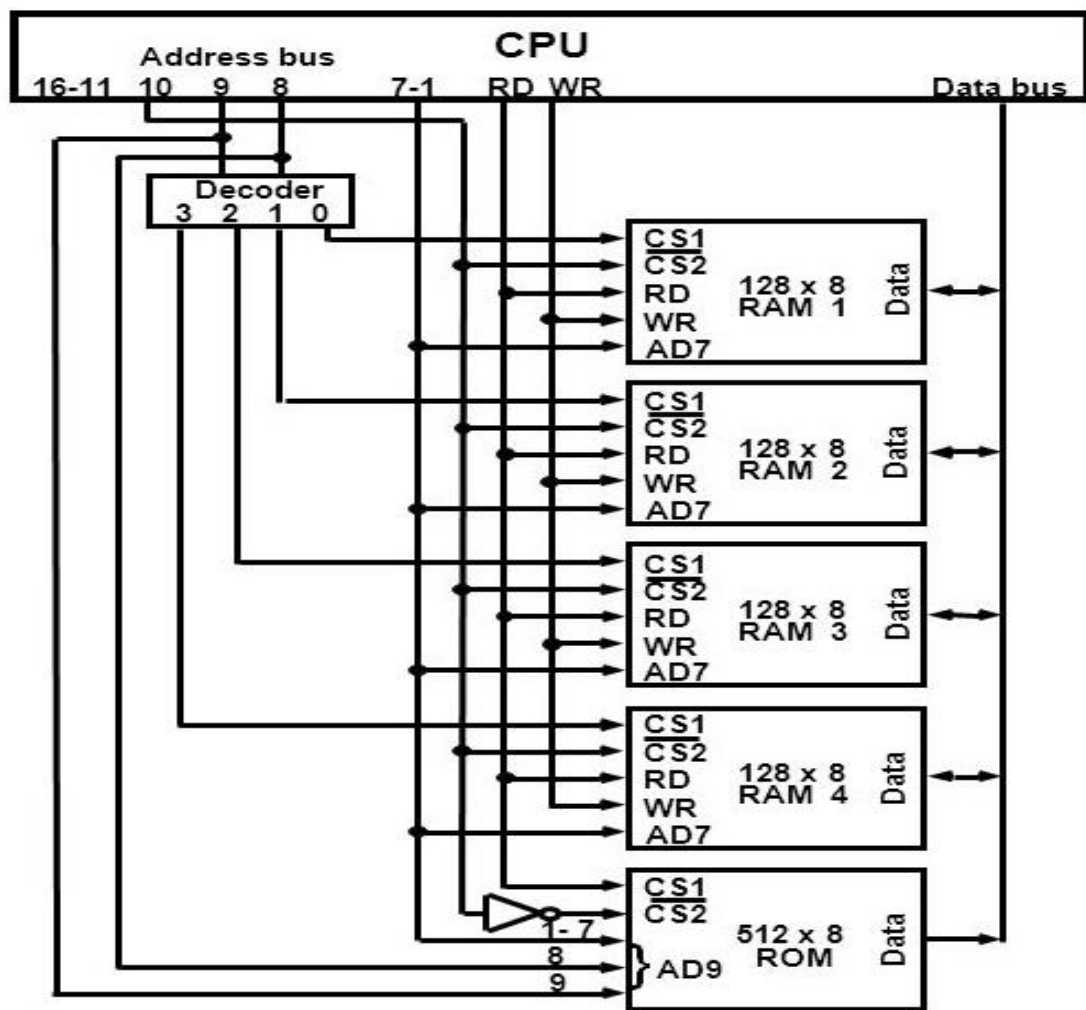 CPU
Address bus
16-11 10 9 8 7-1 RD WR Data bus
Decoder
3 2 1 0
CS1
CS2
RD
WR
AD7
128 x 8
RAM 1
Data
CS1
CS2
RD
WR
AD7
128 x 8
RAM 2
Data
CS1
CS2
RD
WR
AD7
128 x 8
RAM 3
Data
CS1
CS2
RD
WR
AD7
128 x 8
RAM 4
Data
CS1
CS2
1- 7
8
9
} AD9
512 x 8
ROM
Data